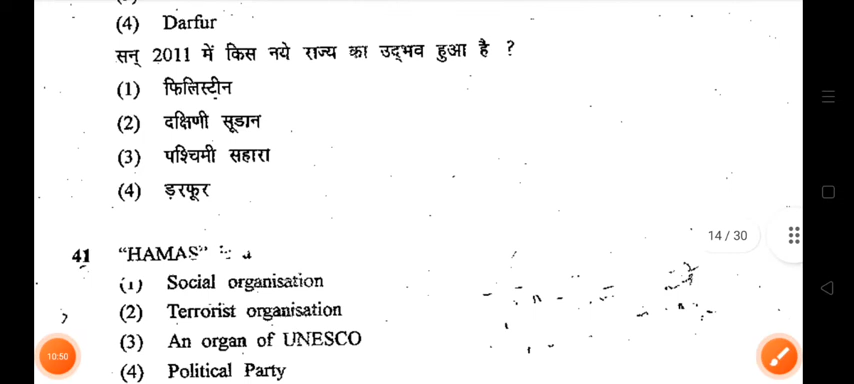 (4) Darfur
सन् 2011 में किस नये राज्य का उद्भव हुआ है ?
(1) फिलिस्टीन
(2) दक्षिणी सूडान
(3) पश्चिमी सहारा
(4) ड़रफूर
14 / 30
41 “HAMAS”
(1) Social organisation
(2) Terrorist organisation
(3) An organ of UNESCO
(4) Political Party
10:50